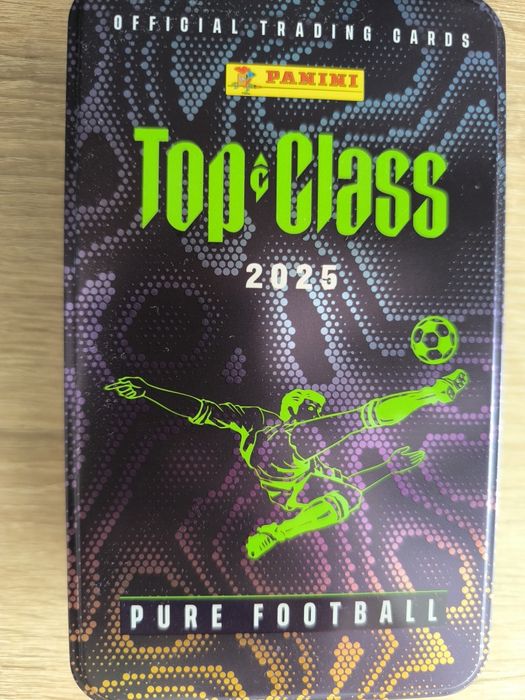 OFFICIAL TRADING CARDS
PANINI
Top Class
2025
PURE FOOTBALL